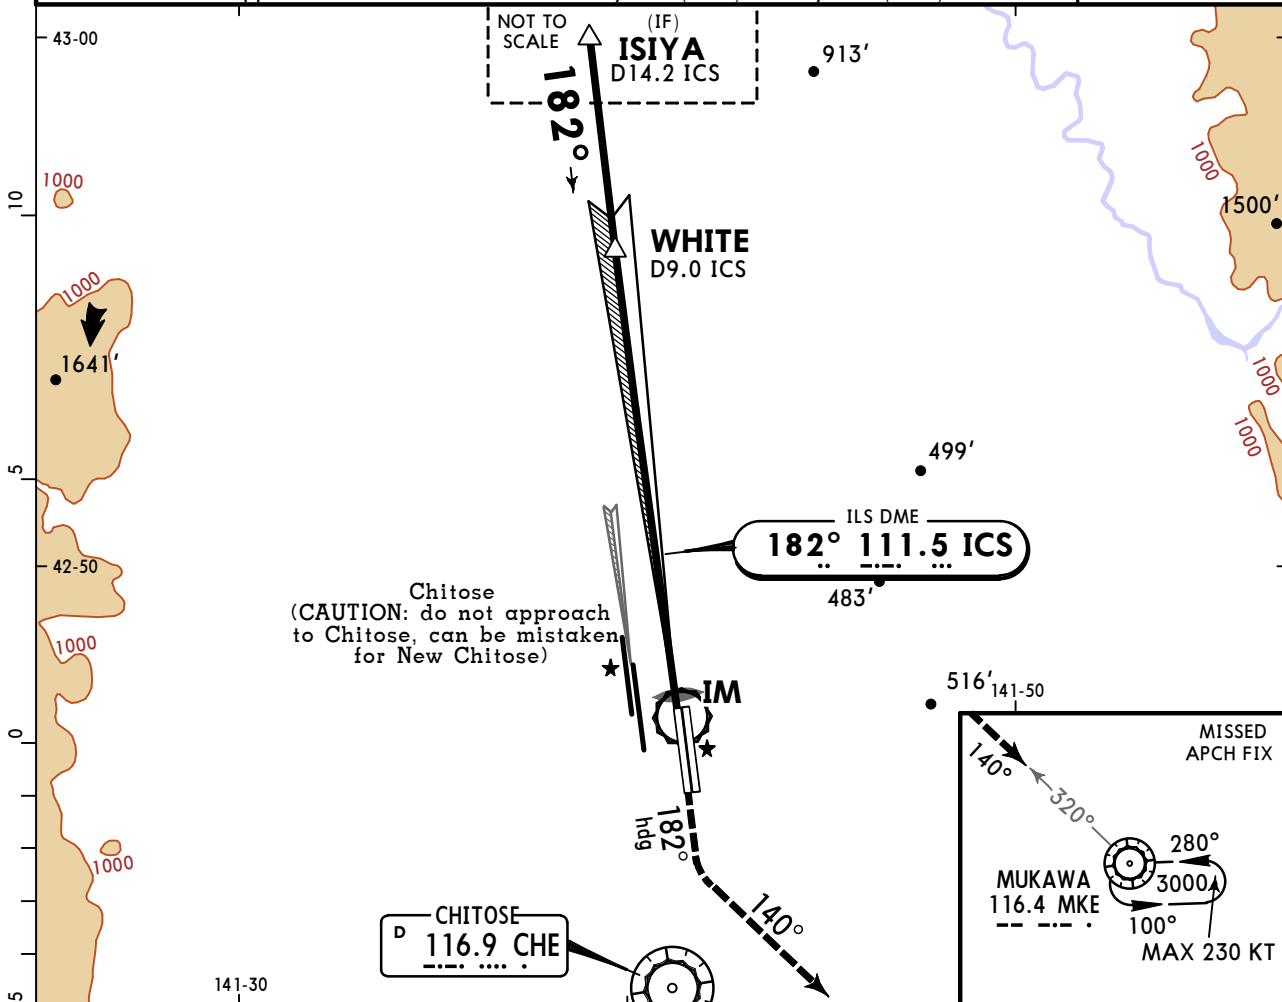 43-00
NOT TO
SCALE
(IF)
ISIYA
D14.2 ICS
913'
182°
1000
10
1000
1500'
WHITE
D9.0 ICS
1000
1641'
1000
1000
5
499'
ILS DME
182° 111.5 ICS
483'
42-50
Chitose
(CAUTION: do not approach
to Chitose, can be mistaken
for New Chitose)
1000
IM
516'
141-50
0
MISSED
APCH FIX
140°
320°
280°
3000
100°
MUKAWA
116.4 MKE
MAX 230 KT
182°
hdg
1000
140°
CHITOSE
D 116.9 CHE
141-30
5